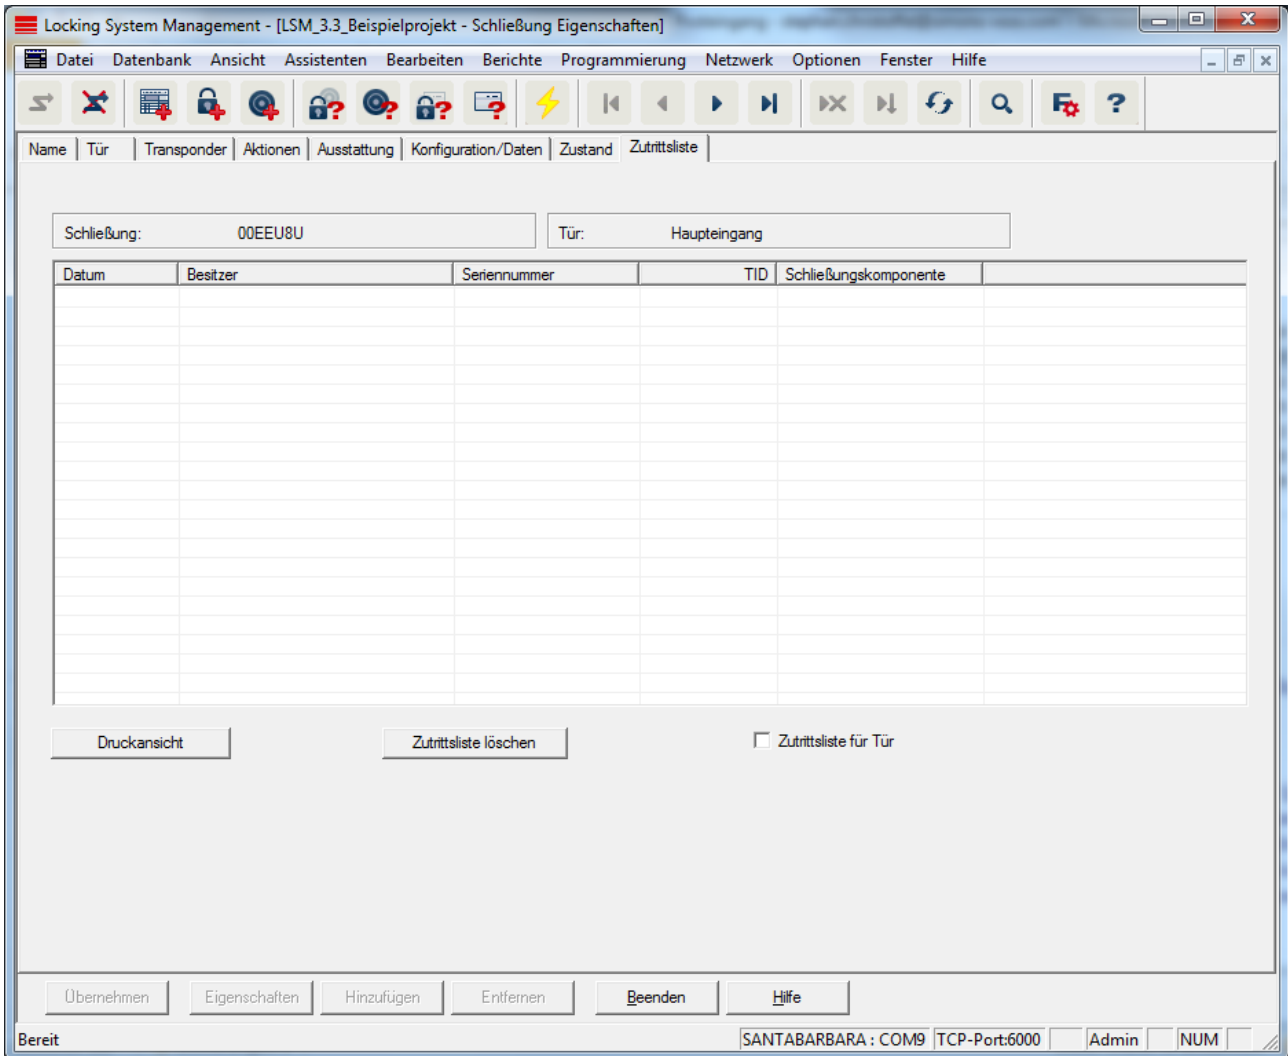 Locking System Management - [LSM_3.3_Beispielprojekt - Schließung Eigenschaften]
Datei Datenbank Ansicht Assistenten Bearbeiten Berichte Programmierung Netzwerk Optionen Fenster Hilfe
Name Tür Transponder Aktionen Ausstattung Konfiguration/Daten Zustand Zutrittsliste
Schließung: 00EEU8U Tür: Haupteingang
Datum Besitzer Seriennummer TID Schließungskomponente
Druckansicht Zutrittsliste löschen Zutrittsliste für Tür
Übernehmen Eigenschaften Hinzufügen Entfernen Beenden Hilfe
Bereit SANTABARBARA : COM9 TCP-Port:6000 Admin NUM